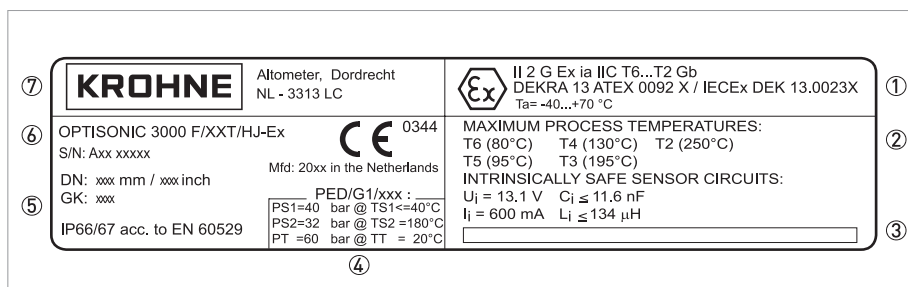 ⑦
KROHNE
Altometer, Dordrecht
NL - 3313 LC
Ex
II 2 G Ex ia IIC T6...T2 Gb
DEKRA 13 ATEX 0092 X / IECEx DEK 13.0023X
Ta= -40...+70 °C
①
⑥
OPTISONIC 3000 F/XXT/HJ-Ex
S/N: Axx xxxxx
CE 0344
Mfd: 20xx in the Netherlands
DN: xxx mm / xxx inch
GK: xxx
⑤
IP66/67 acc. to EN 60529
PED/G1/xxx :
PS1=40 bar @ TS1<=40°C
PS2=32 bar @ TS2 =180°C
PT =60 bar @ TT = 20°C
④
MAXIMUM PROCESS TEMPERATURES:
②
T6 (80°C) T4 (130°C) T2 (250°C)
T5 (95°C) T3 (195°C)
INTRINSICALLY SAFE SENSOR CIRCUITS:
Ui = 13.1 V Ci ≤ 11.6 nF
Ii = 600 mA Li ≤134 µH
③